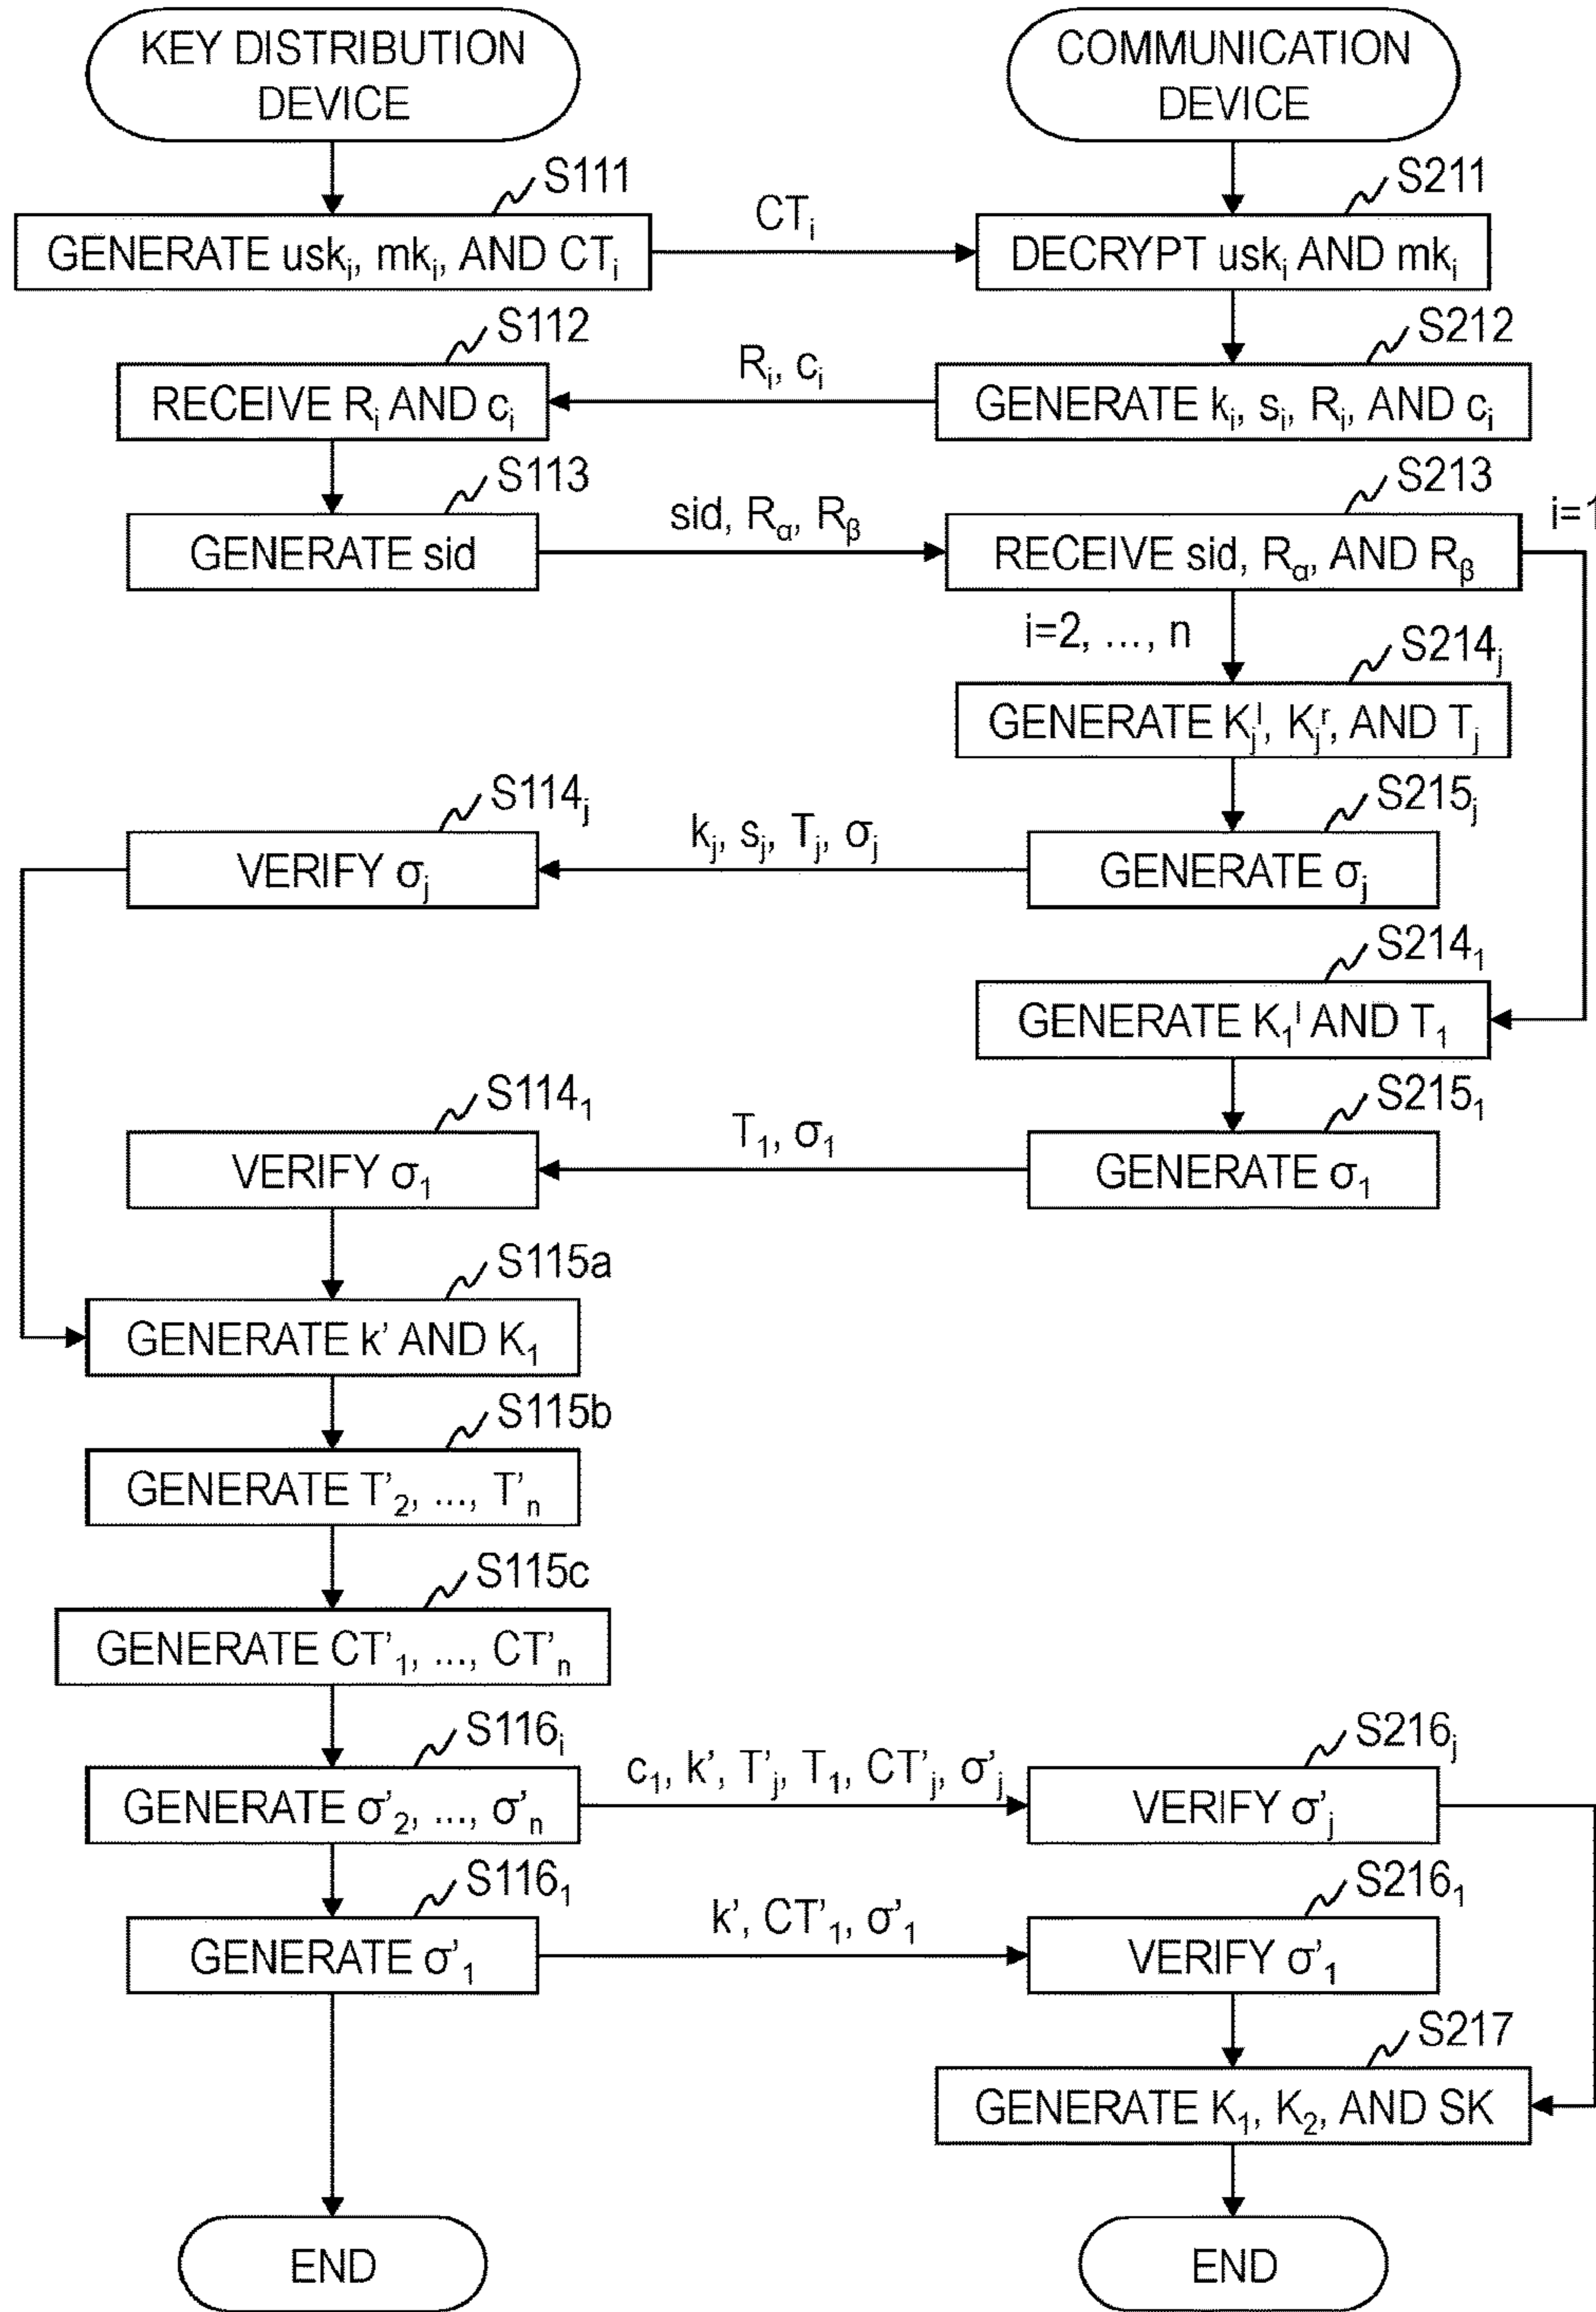 KEY DISTRIBUTION
DEVICE
COMMUNICATION
DEVICE
S111
S211
GENERATE uskᵢ, mkᵢ, AND CTᵢ
CTᵢ
DECRYPT uskᵢ AND mkᵢ
S112
S212
RECEIVE Rᵢ AND cᵢ
Rᵢ, cᵢ
GENERATE kᵢ, sᵢ, Rᵢ, AND cᵢ
S113
S213
GENERATE sid
sid, R_α, R_β
RECEIVE sid, R_α, AND R_β
i=1
i=2, ..., n
S214ⱼ
GENERATE Kⱼˡ, Kⱼʳ, AND Tⱼ
S114ⱼ
S215ⱼ
VERIFY σⱼ
kⱼ, sⱼ, Tⱼ, σⱼ
GENERATE σⱼ
S214₁
GENERATE K₁ˡ AND T₁
S114₁
S215₁
VERIFY σ₁
T₁, σ₁
GENERATE σ₁
S115a
GENERATE k' AND K₁
S115b
GENERATE T'₂, ..., T'ₙ
S115c
GENERATE CT'₁, ..., CT'ₙ
S116ᵢ
S216ⱼ
GENERATE σ'₂, ..., σ'ₙ
c₁, k', T'ⱼ, T₁, CT'ⱼ, σ'ⱼ
VERIFY σ'ⱼ
S116₁
S216₁
GENERATE σ'₁
k', CT'₁, σ'₁
VERIFY σ'₁
S217
GENERATE K₁, K₂, AND SK
END
END